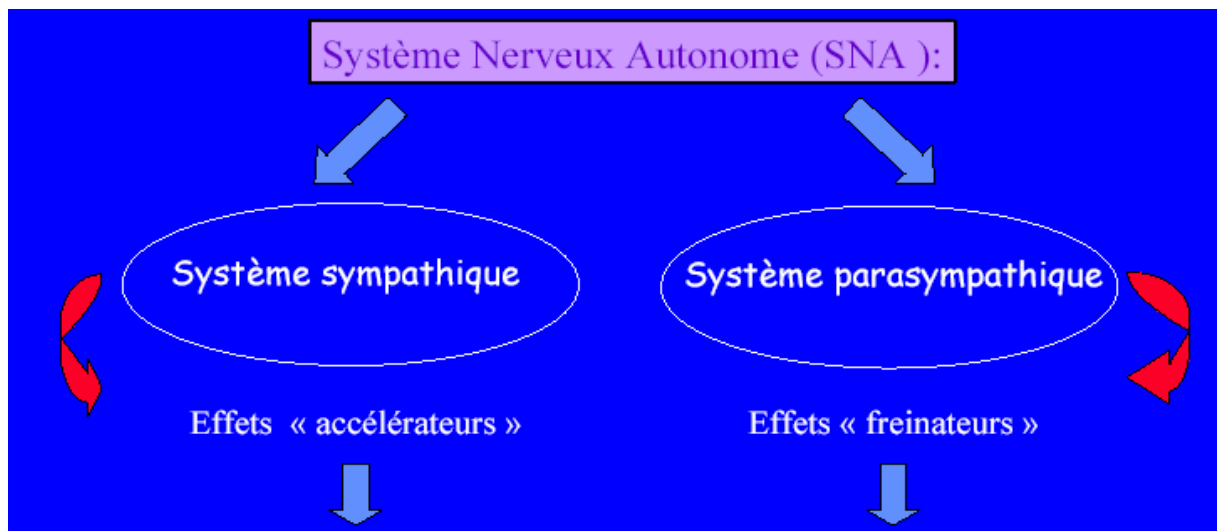 Système Nerveux Autonome (SNA ):
Système sympathique
Système parasympathique
Effets « accélérateurs »
Effets « freinateurs »